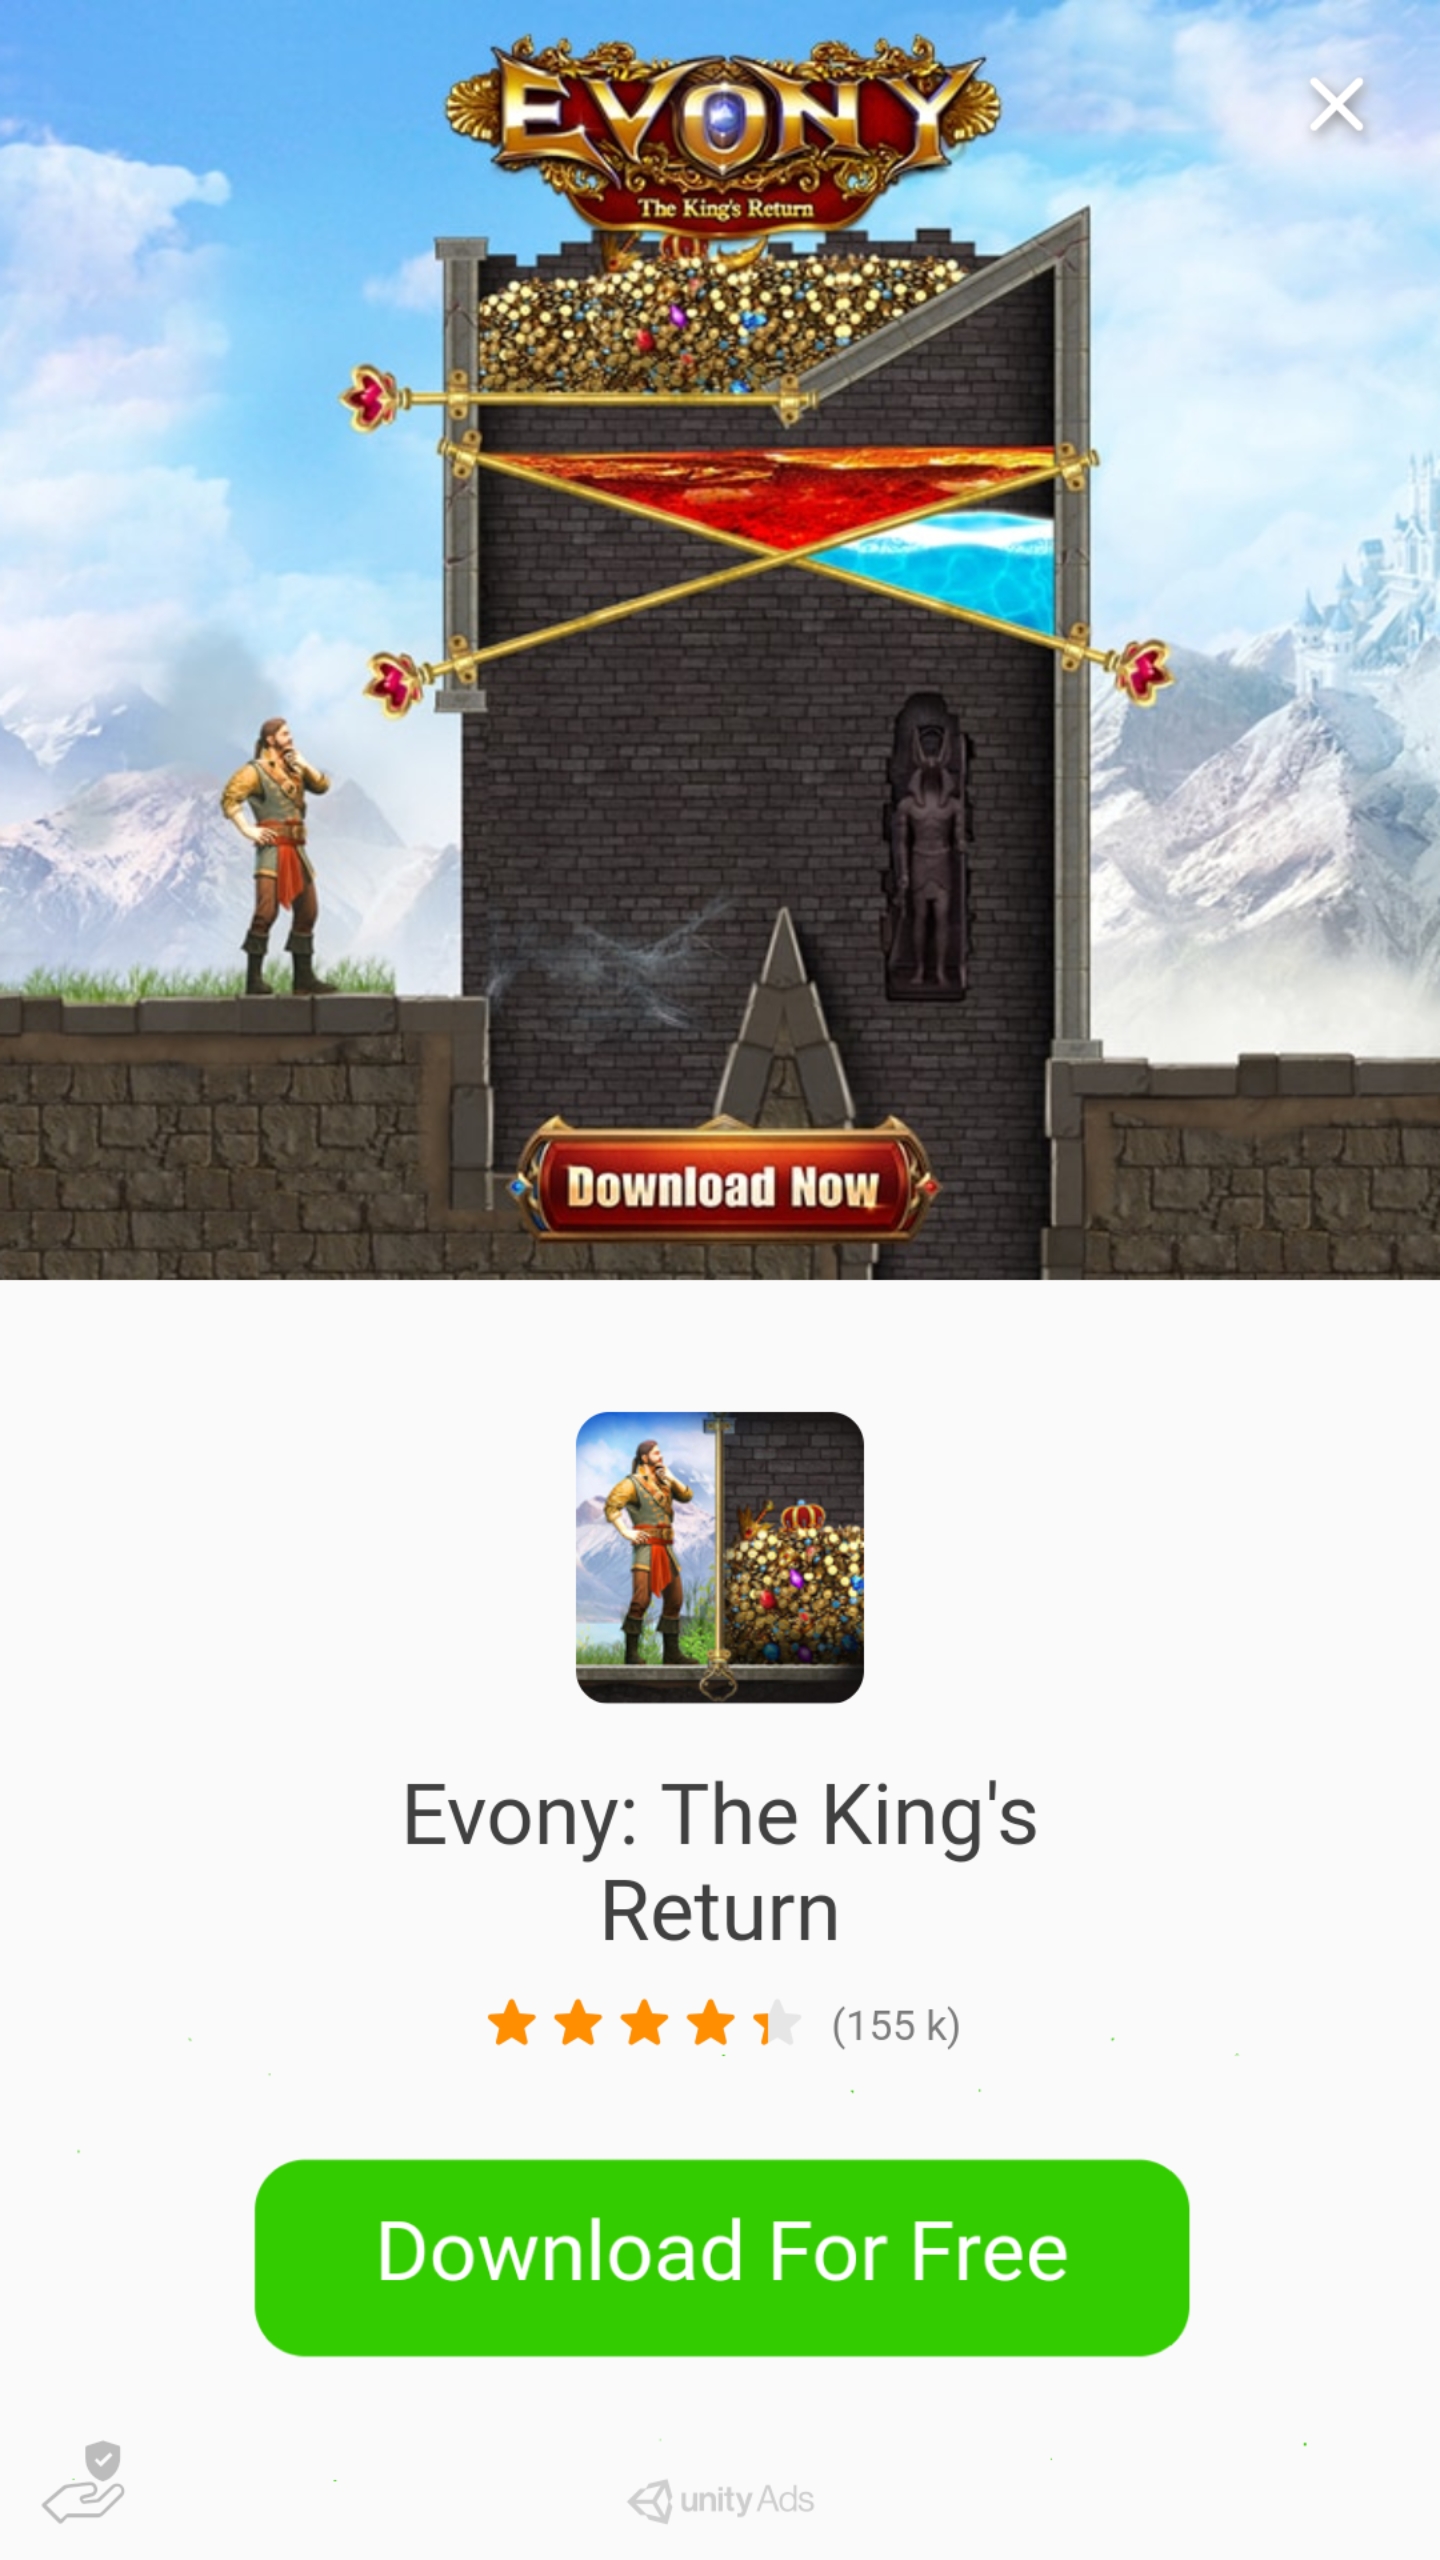 EVONY
The King's Return
Download Now
Evony: The King's
Return
(155 k)
Download For Free
unity Ads